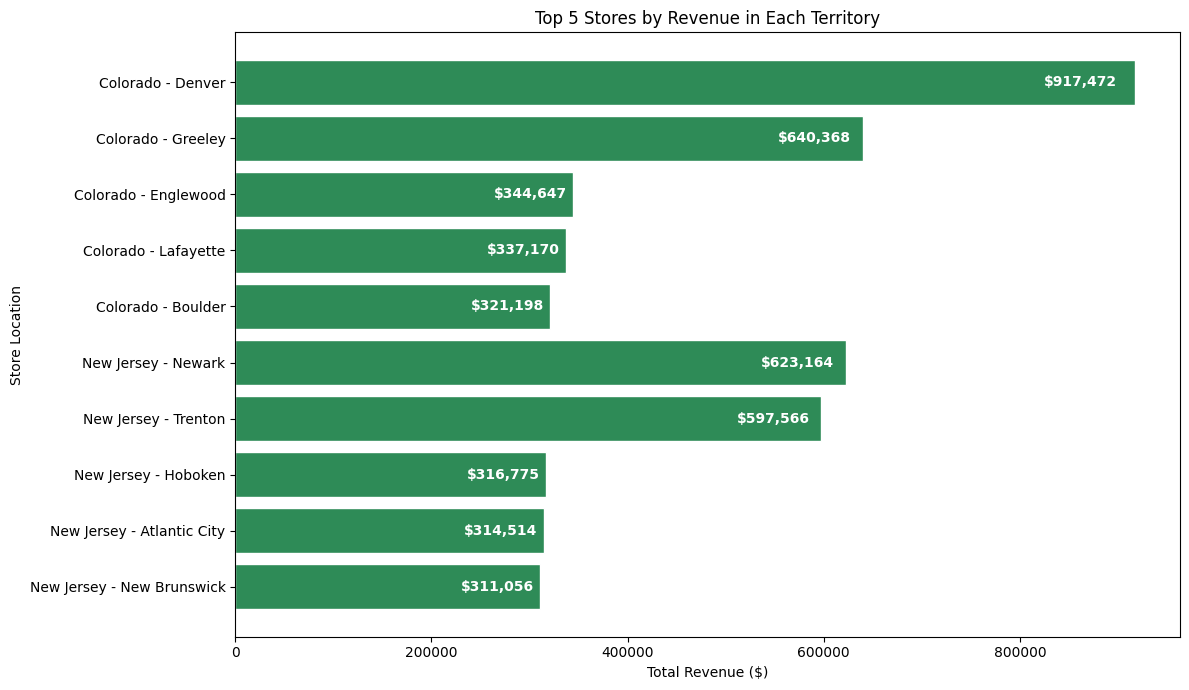 Top 5 Stores by Revenue in Each Territory
Store Location
Colorado - Denver
$917,472
Colorado - Greeley
$640,368
Colorado - Englewood
$344,647
Colorado - Lafayette
$337,170
Colorado - Boulder
$321,198
New Jersey - Newark
$623,164
New Jersey - Trenton
$597,566
New Jersey - Hoboken
$316,775
New Jersey - Atlantic City
$314,514
New Jersey - New Brunswick
$311,056
0 200000 400000 600000 800000
Total Revenue ($)